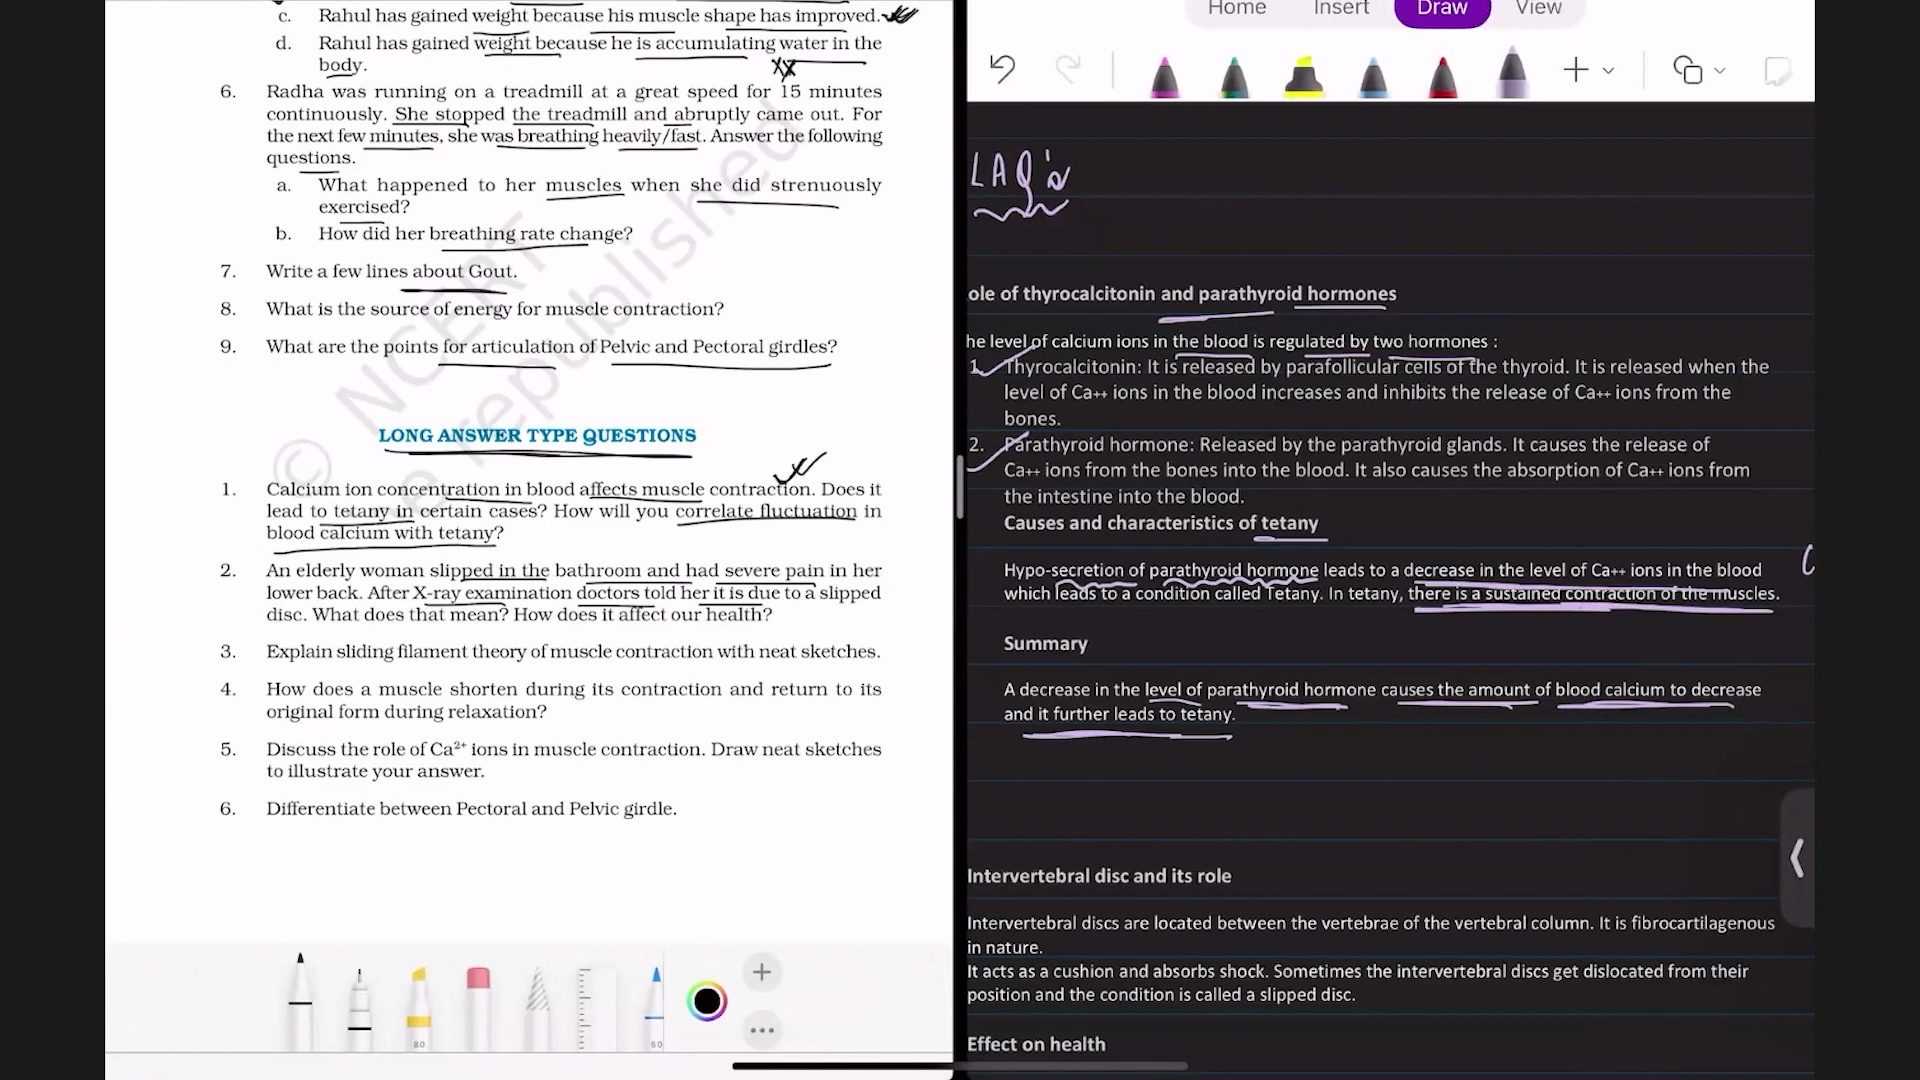 c. Rahul has gained weight because his muscle shape has improved.
d. Rahul has gained weight because he is accumulating water in the
body.
6. Radha was running on a treadmill at a great speed for 15 minutes
continuously. She stopped the treadmill and abruptly came out. For
the next few minutes, she was breathing heavily/fast. Answer the following
questions.
a. What happened to her muscles when she did strenuously
exercised?
b. How did her breathing rate change?
7. Write a few lines about Gout.
8. What is the source of energy for muscle contraction?
9. What are the points for articulation of Pelvic and Pectoral girdles?
© NCERT
be republished
LONG ANSWER TYPE QUESTIONS
1. Calcium ion concentration in blood affects muscle contraction. Does it
lead to tetany in certain cases? How will you correlate fluctuation in
blood calcium with tetany?
2. An elderly woman slipped in the bathroom and had severe pain in her
lower back. After X-ray examination doctors told her it is due to a slipped
disc. What does that mean? How does it affect our health?
3. Explain sliding filament theory of muscle contraction with neat sketches.
4. How does a muscle shorten during its contraction and return to its
original form during relaxation?
5. Discuss the role of Ca²⁺ ions in muscle contraction. Draw neat sketches
to illustrate your answer.
6. Differentiate between Pectoral and Pelvic girdle.
80
50
Home Insert Draw View
LAQ's
ole of thyrocalcitonin and parathyroid hormones
he level of calcium ions in the blood is regulated by two hormones :
1. Thyrocalcitonin: It is released by parafollicular cells of the thyroid. It is released when the
level of Ca++ ions in the blood increases and inhibits the release of Ca++ ions from the
bones.
2. Parathyroid hormone: Released by the parathyroid glands. It causes the release of
Ca++ ions from the bones into the blood. It also causes the absorption of Ca++ ions from
the intestine into the blood.
Causes and characteristics of tetany
Hypo-secretion of parathyroid hormone leads to a decrease in the level of Ca++ ions in the blood
which leads to a condition called Tetany. In tetany, there is a sustained contraction of the muscles.
Summary
A decrease in the level of parathyroid hormone causes the amount of blood calcium to decrease
and it further leads to tetany.
Intervertebral disc and its role
Intervertebral discs are located between the vertebrae of the vertebral column. It is fibrocartilagenous
in nature.
It acts as a cushion and absorbs shock. Sometimes the intervertebral discs get dislocated from their
position and the condition is called a slipped disc.
Effect on health